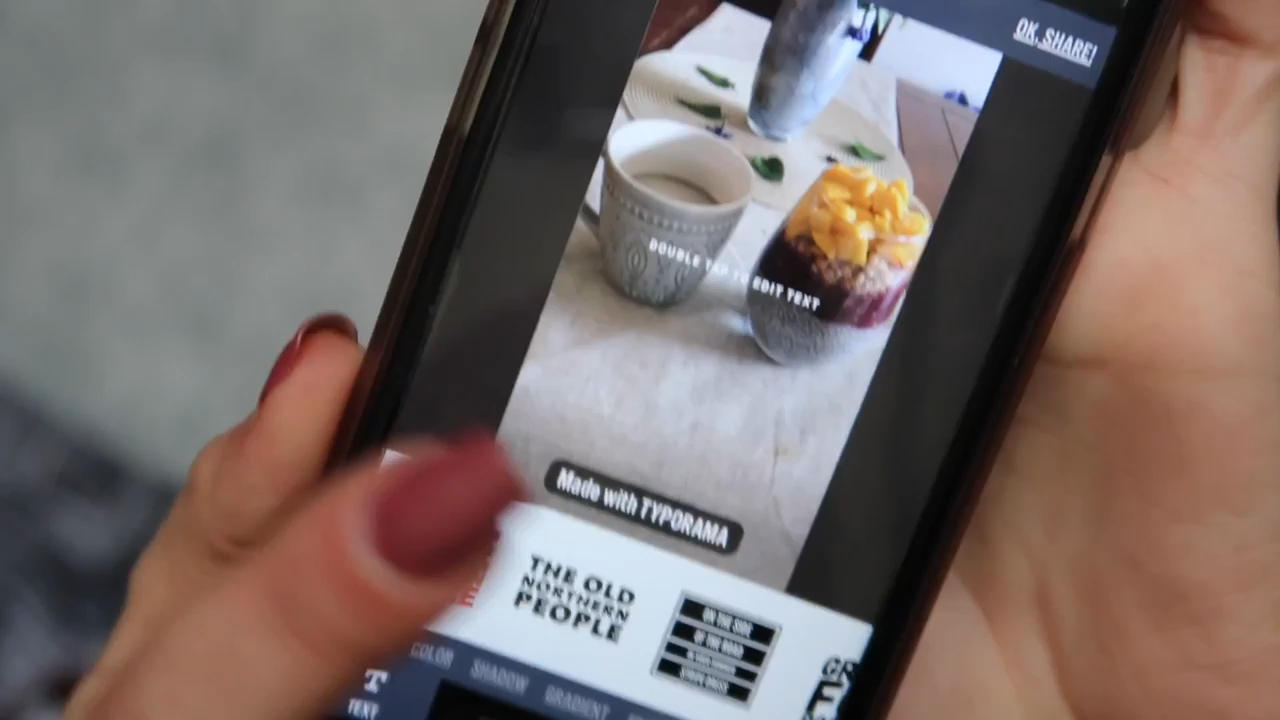 OK, SHARE!
DOUBLE TAP TO EDIT TEXT
Made with TYPORAMA
THE OLD
NORTHERN
PEOPLE
ON THE SIDE
OF THE ROAD
COLOR SHADOW GRADIENT
T
TEXT